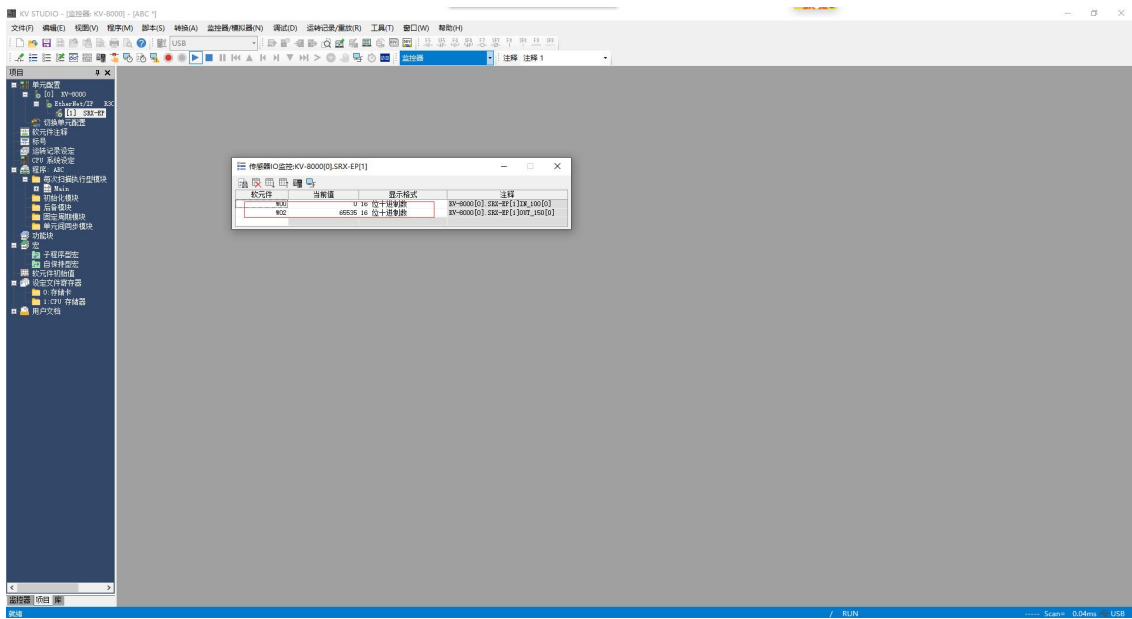 KV STUDIO - [监控器: KV-8000] - [ABC *]
文件(F) 编辑(E) 视图(V) 程序(M) 脚本(S) 转换(A) 监控器/模拟器(N) 调试(D) 运转记录/重放(R) 工具(T) 窗口(W) 帮助(H)
USB
监控器 注释 注释 1
项目
单元配置
[0] KV-8000
EtherNet/IP R30
[1] SRX-EP
切换单元配置
软元件注释
标号
运转记录设定
CPU 系统设定
程序: ABC
每次扫描执行型模块
Main
初始化模块
后备模块
固定周期模块
单元间同步模块
功能块
宏
子程序型宏
自保持型宏
软元件初始值
设定文件寄存器
0:存储卡
1:CPU 存储器
用户文档
传感器IO监控:KV-8000[0].SRX-EP[1]
软元件 当前值 显示格式 注释
W00 0 16 位十进制数 KV-8000[0].SRX-EP[1]IN_100[0]
W02 65535 16 位十进制数 KV-8000[0].SRX-EP[1]OUT_150[0]
监控器 项目 库
就绪 / RUN ----- Scan= 0.04ms USB